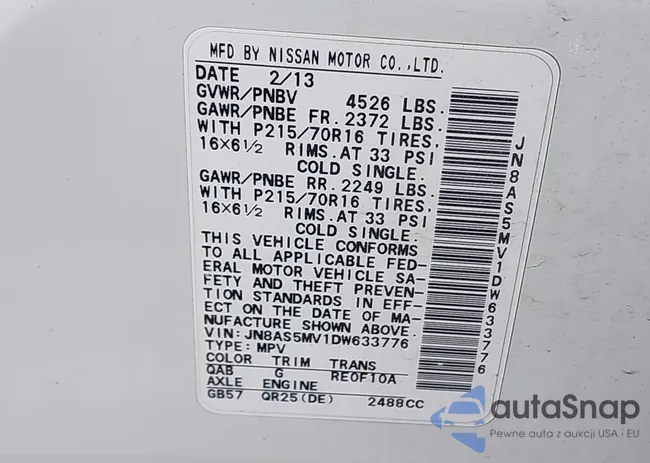 MFD BY NISSAN MOTOR CO.,LTD.
DATE 2/13
GVWR/PNBV 4526 LBS.
GAWR/PNBE FR. 2372 LBS.
WITH P215/70R16 TIRES,
16×6½ RIMS.AT 33 PSI
COLD SINGLE.
GAWR/PNBE RR. 2249 LBS.
WITH P215/70R16 TIRES,
16×6½ RIMS.AT 33 PSI
COLD SINGLE.
THIS VEHICLE CONFORMS
TO ALL APPLICABLE FED-
ERAL MOTOR VEHICLE SA-
FETY AND THEFT PREVEN-
TION STANDARDS IN EFF-
ECT ON THE DATE OF MA-
NUFACTURE SHOWN ABOVE.
VIN: JN8AS5MV1DW633776
TYPE: MPV
COLOR TRIM TRANS
QAB G RE0F10A
AXLE ENGINE
GB57 QR25(DE) 2488CC
JN8AS5MV1DW633776
autaSnap
Pewne auta z aukcji USA i EU